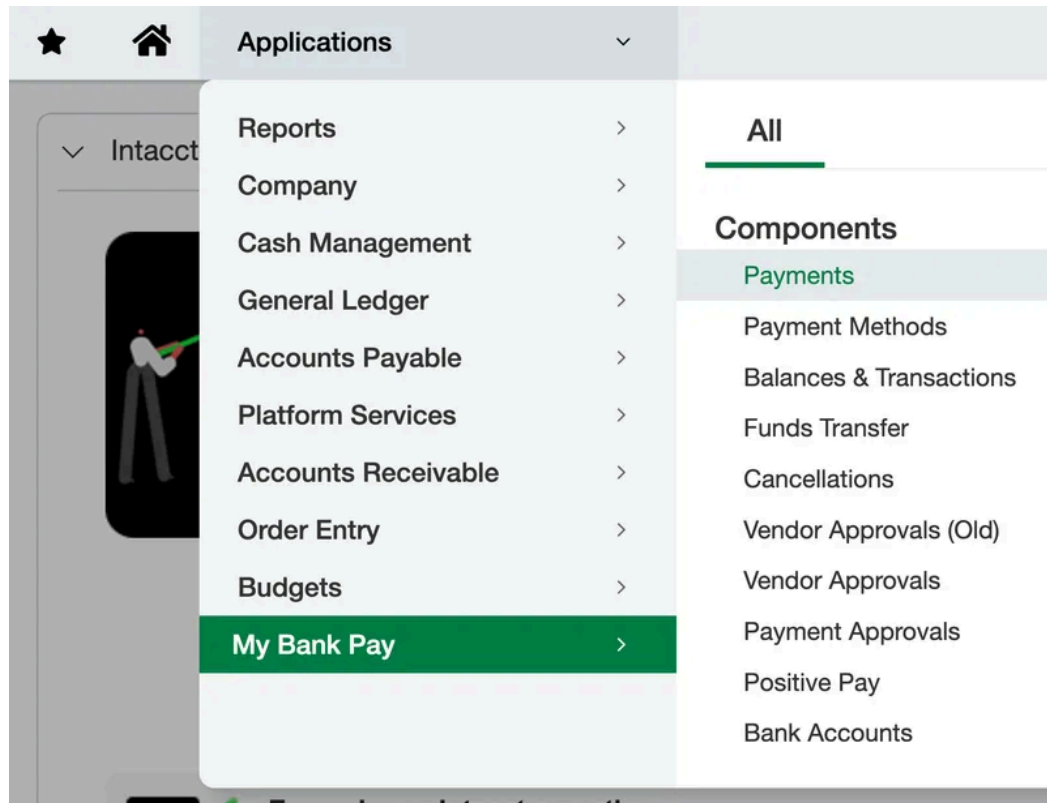 Applications
Intacct
Reports
Company
Cash Management
General Ledger
Accounts Payable
Platform Services
Accounts Receivable
Order Entry
Budgets
My Bank Pay
All
Components
Payments
Payment Methods
Balances & Transactions
Funds Transfer
Cancellations
Vendor Approvals (Old)
Vendor Approvals
Payment Approvals
Positive Pay
Bank Accounts